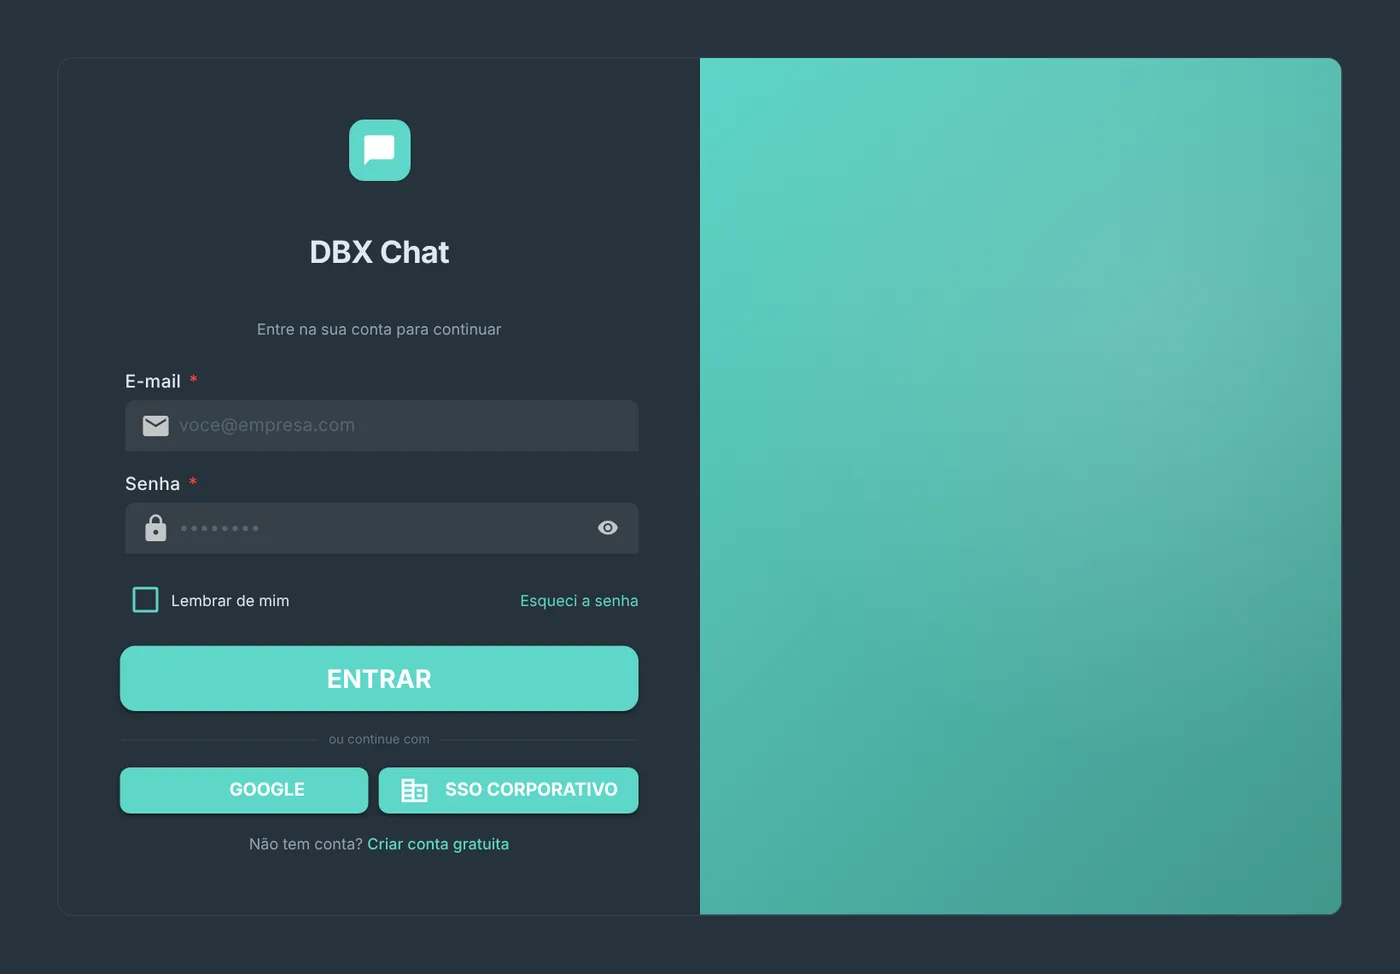 DBX Chat
Entre na sua conta para continuar
E-mail *
voce@empresa.com
Senha *
••••••••
Lembrar de mim
Esqueci a senha
ENTRAR
ou continue com
GOOGLE
SSO CORPORATIVO
Não tem conta? Criar conta gratuita